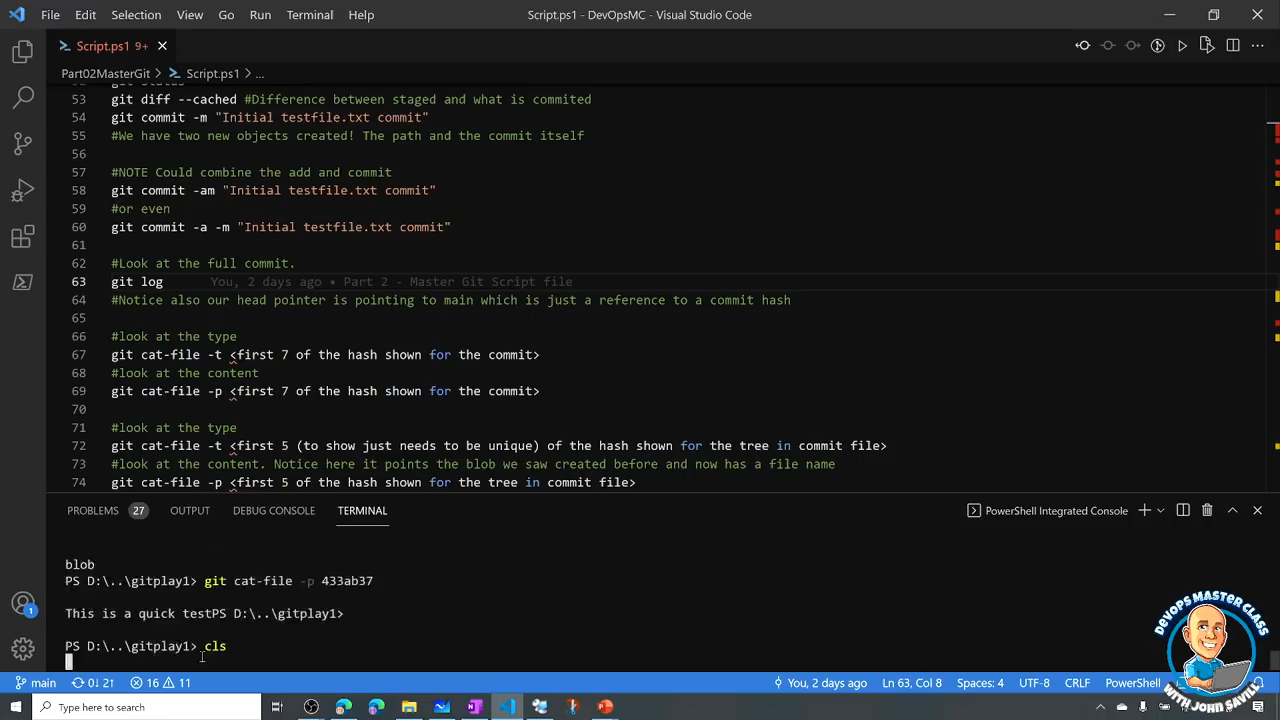 File Edit Selection View Go Run Terminal Help Script.ps1 - DevOpsMC - Visual Studio Code
Script.ps1 9+
Part02MasterGit > Script.ps1 > ...
52 git status
53 git diff --cached #Difference between staged and what is commited
54 git commit -m "Initial testfile.txt commit"
55 #We have two new objects created! The path and the commit itself
56
57 #NOTE Could combine the add and commit
58 git commit -am "Initial testfile.txt commit"
59 #or even
60 git commit -a -m "Initial testfile.txt commit"
61
62 #Look at the full commit.
63 git log You, 2 days ago • Part 2 - Master Git Script file
64 #Notice also our head pointer is pointing to main which is just a reference to a commit hash
65
66 #look at the type
67 git cat-file -t <first 7 of the hash shown for the commit>
68 #look at the content
69 git cat-file -p <first 7 of the hash shown for the commit>
70
71 #look at the type
72 git cat-file -t <first 5 (to show just needs to be unique) of the hash shown for the tree in commit file>
73 #look at the content. Notice here it points the blob we saw created before and now has a file name
74 git cat-file -p <first 5 of the hash shown for the tree in commit file>
PROBLEMS 27 OUTPUT DEBUG CONSOLE TERMINAL PowerShell Integrated Console
blob
PS D:\..\gitplay1> git cat-file -p 433ab37
This is a quick testPS D:\..\gitplay1>
PS D:\..\gitplay1> cls
1
DEVOPS MASTER CLASS
WITH JOHN SAVILL
main 0↓ 2↑ 16 11 You, 2 days ago Ln 63, Col 8 Spaces: 4 UTF-8 CRLF PowerShell
Type here to search